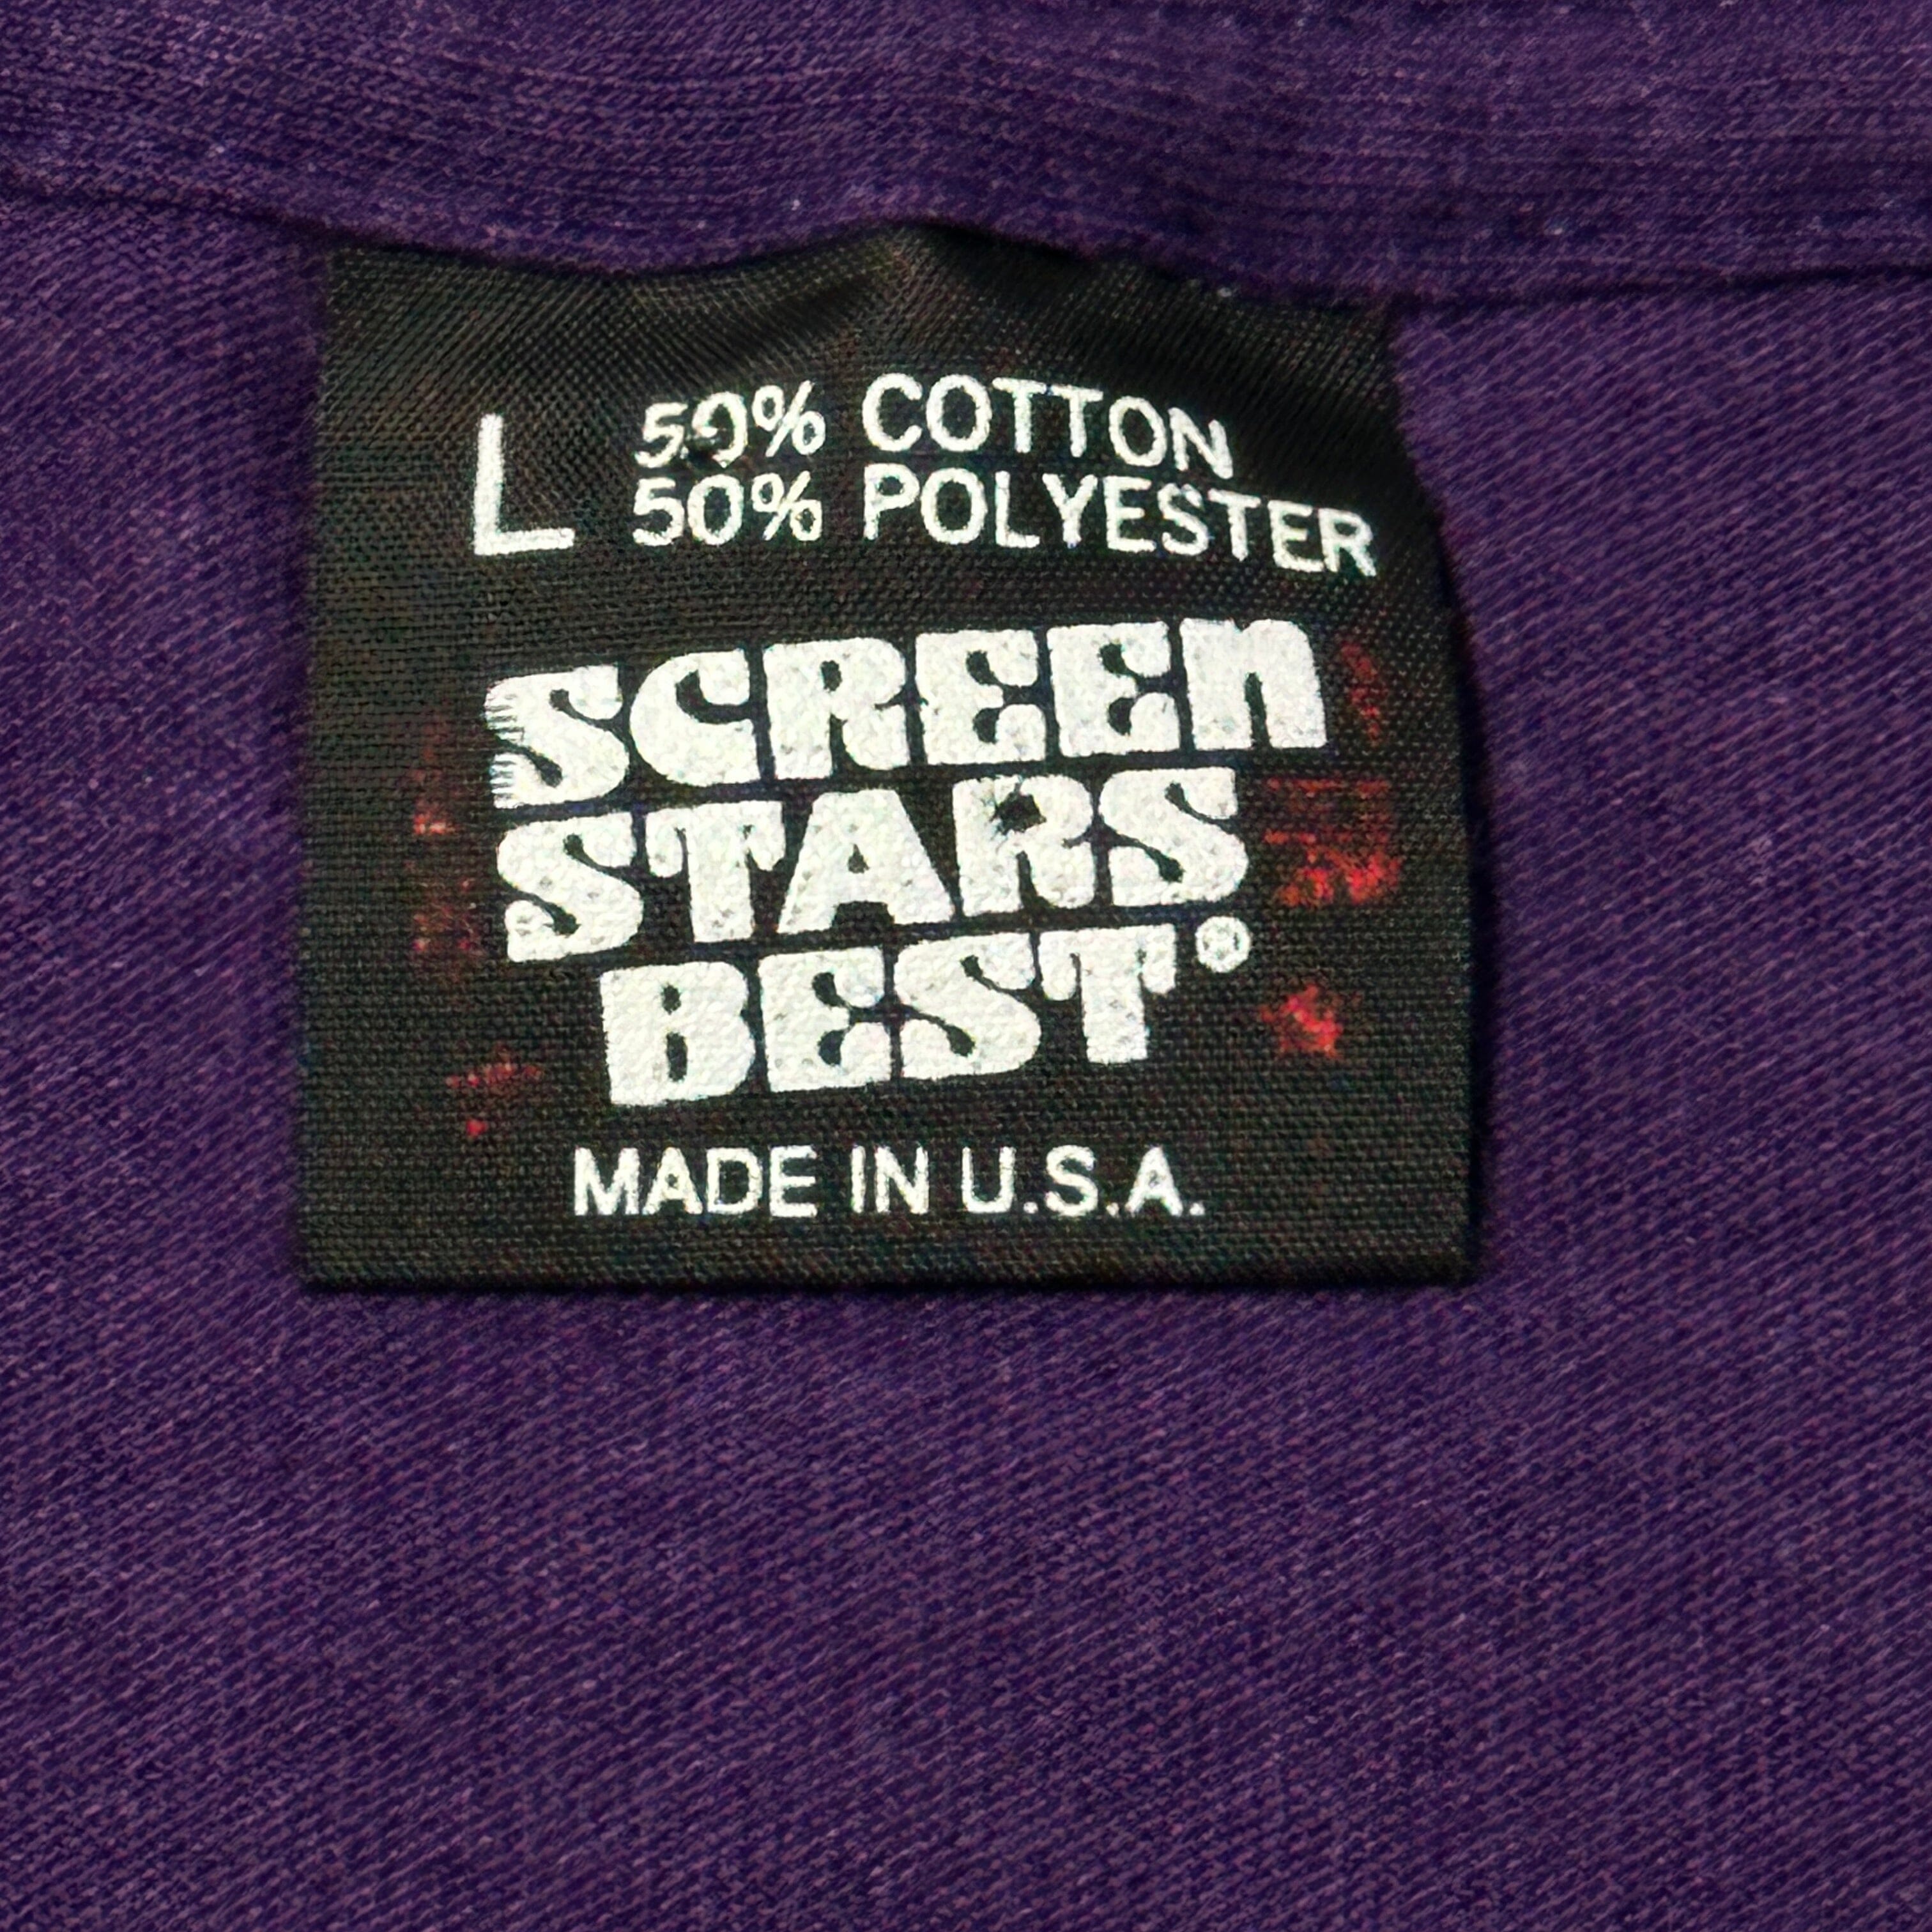 L 50% COTTON
50% POLYESTER
SCREEN
STARS
BEST®
MADE IN U.S.A.